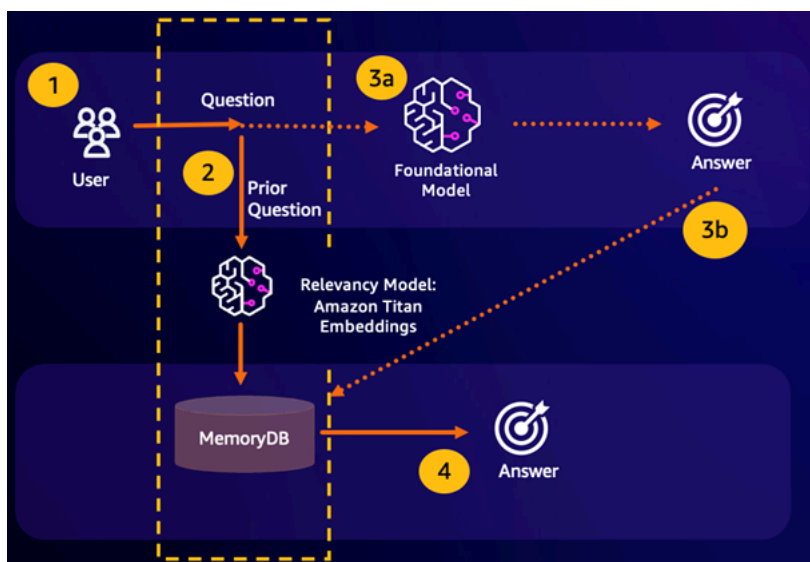 1
3a
Question
User
2
Prior
Question
Foundational
Model
Answer
3b
Relevancy Model:
Amazon Titan
Embeddings
MemoryDB
4
Answer